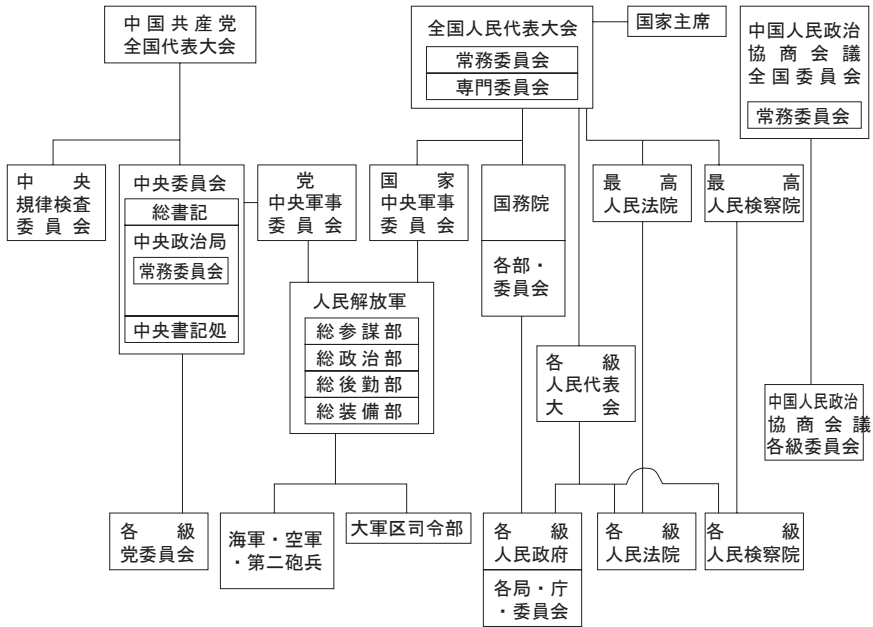 中国共産党
全国代表大会
全国人民代表大会
常務委員会
専門委員会
国家主席
中国人民政治
協商会議
全国委員会
常務委員会
中央
規律検査
委員会
中央委員会
総書記
中央政治局
常務委員会
中央書記処
党
中央軍事
委員会
国家
中央軍事
委員会
国務院
各部・
委員会
最高
人民法院
最高
人民検察院
人民解放軍
総参謀部
総政治部
総後勤部
総装備部
各級
人民代表
大会
中国人民政治
協商会議
各級委員会
各級
党委員会
海軍・空軍
・第二砲兵
大軍区司令部
各級
人民政府
各局・庁
・委員会
各級
人民法院
各級
人民検察院